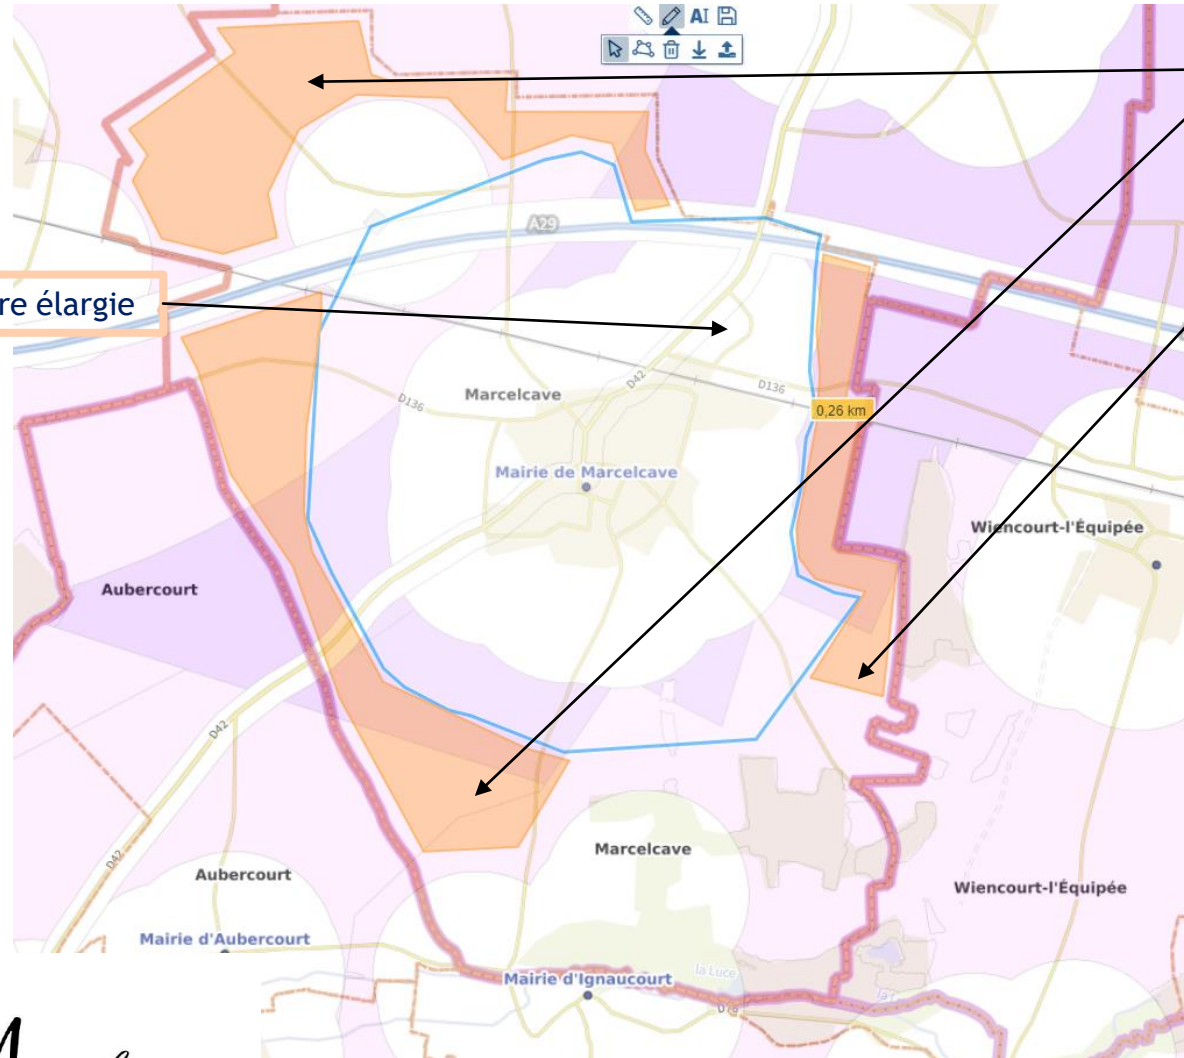 AI
A29
re élargie
D42
D136
D136
Marcelcave
0,26 km
Mairie de Marcelcave
Wiencourt-l'Équipée
Aubercourt
D42
Marcelcave
D42
Aubercourt
Wiencourt-l'Équipée
Mairie d'Aubercourt
la Luce
Mairie d'Ignaucourt